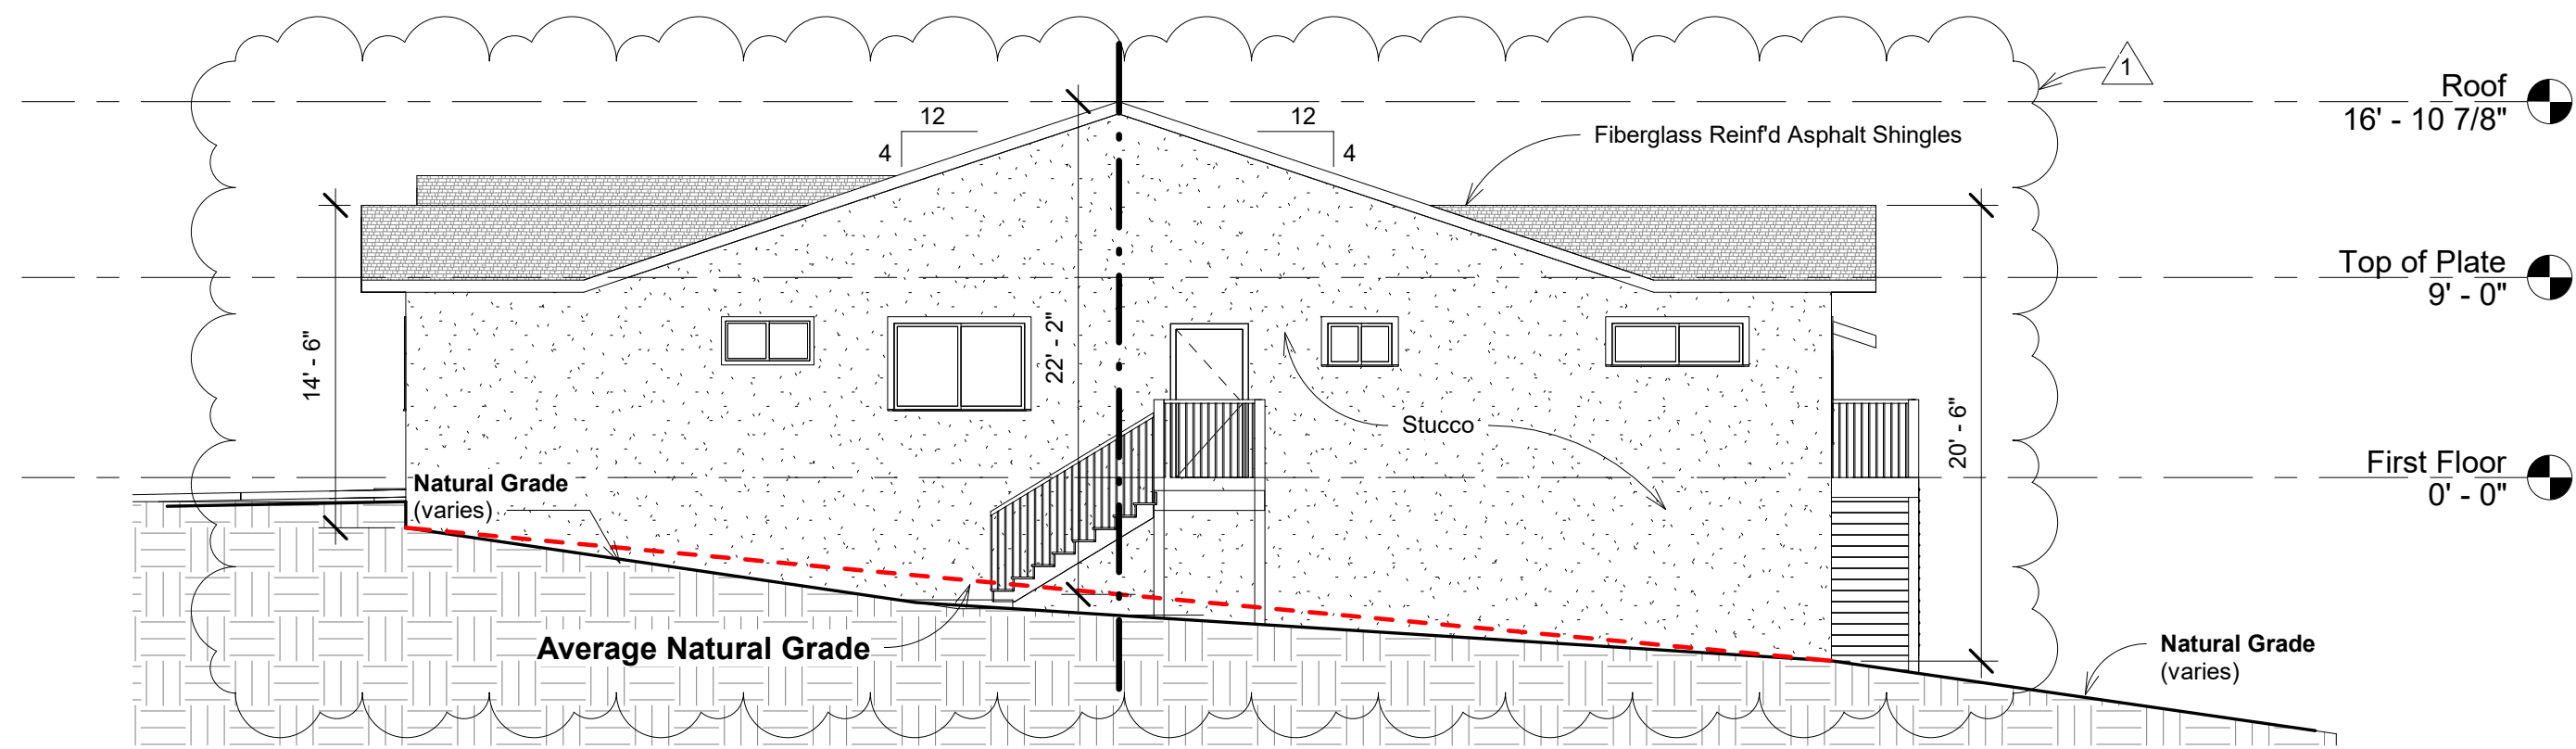 1
Roof
16' - 10 7/8"
12
12
4
4
Fiberglass Reinf'd Asphalt Shingles
Top of Plate
9' - 0"
14' - 6"
22' - 2"
20' - 6"
Stucco
First Floor
0' - 0"
Natural Grade
(varies)
Average Natural Grade
Natural Grade
(varies)